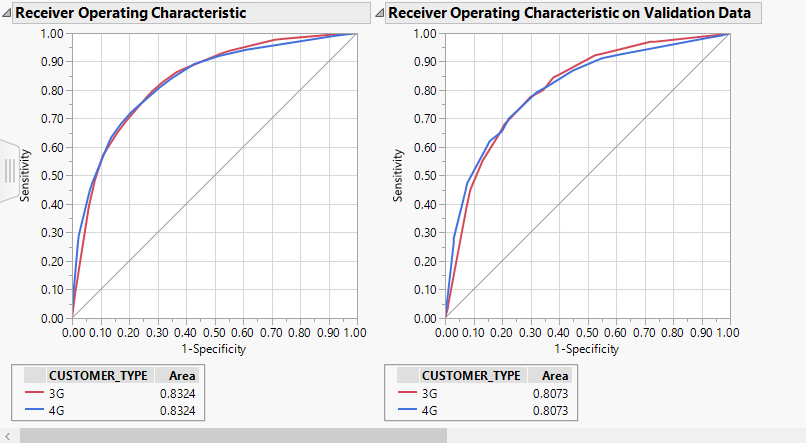 Receiver Operating Characteristic
1.00
0.90
0.80
0.70
0.60
0.50
0.40
0.30
0.20
0.10
0.00
Sensitivity
0.00 0.10 0.20 0.30 0.40 0.50 0.60 0.70 0.80 0.90 1.00
1-Specificity
CUSTOMER_TYPE Area
3G 0.8324
4G 0.8324
Receiver Operating Characteristic on Validation Data
1.00
0.90
0.80
0.70
0.60
0.50
0.40
0.30
0.20
0.10
0.00
Sensitivity
0.00 0.10 0.20 0.30 0.40 0.50 0.60 0.70 0.80 0.90 1.00
1-Specificity
CUSTOMER_TYPE Area
3G 0.8073
4G 0.8073